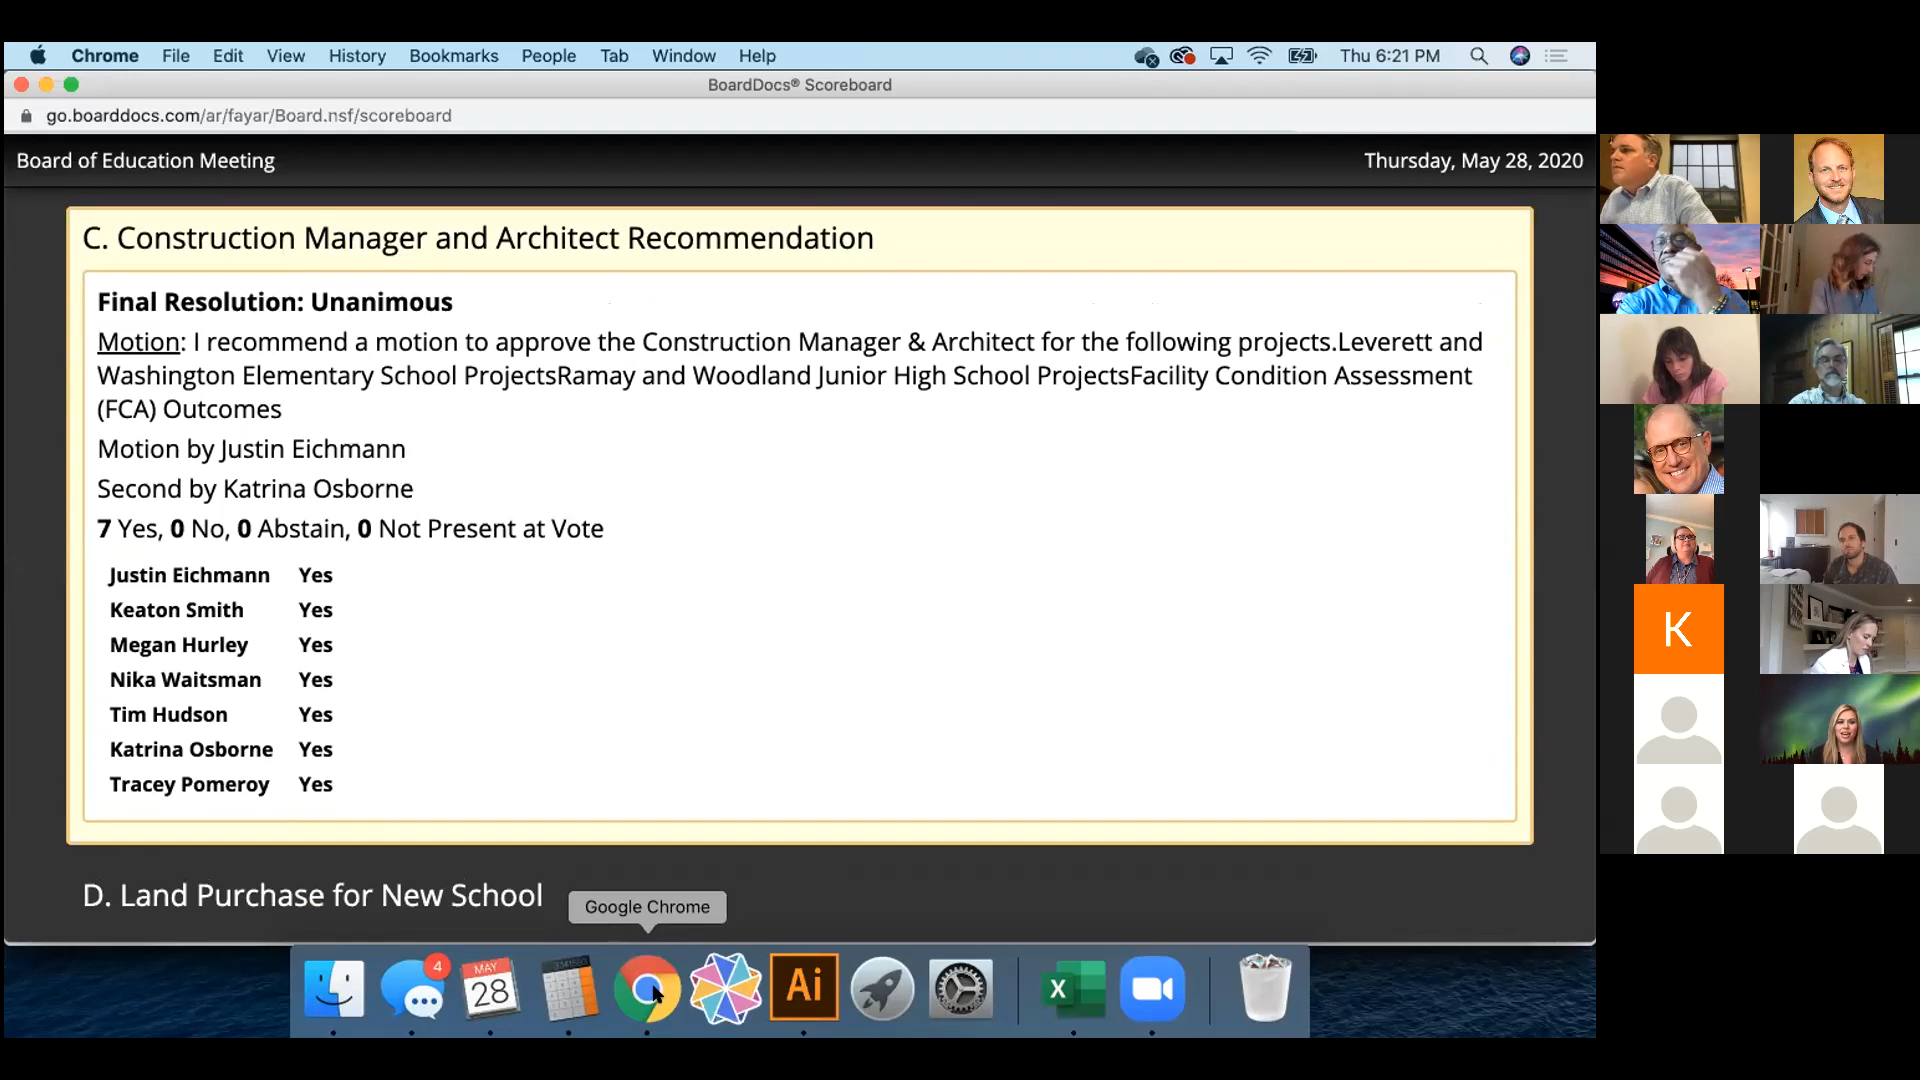 Chrome File Edit View History Bookmarks People Tab Window Help Thu 6:21 PM
BoardDocs® Scoreboard
go.boarddocs.com/ar/fayar/Board.nsf/scoreboard
Board of Education Meeting Thursday, May 28, 2020
C. Construction Manager and Architect Recommendation
Final Resolution: Unanimous
Motion: I recommend a motion to approve the Construction Manager & Architect for the following projects.Leverett and
Washington Elementary School ProjectsRamay and Woodland Junior High School ProjectsFacility Condition Assessment
(FCA) Outcomes
Motion by Justin Eichmann
Second by Katrina Osborne
7 Yes, 0 No, 0 Abstain, 0 Not Present at Vote
Justin Eichmann Yes
Keaton Smith Yes
Megan Hurley Yes
Nika Waitsman Yes
Tim Hudson Yes
Katrina Osborne Yes
Tracey Pomeroy Yes
K
D. Land Purchase for New School
Google Chrome
4
MAY
28
Ai
X